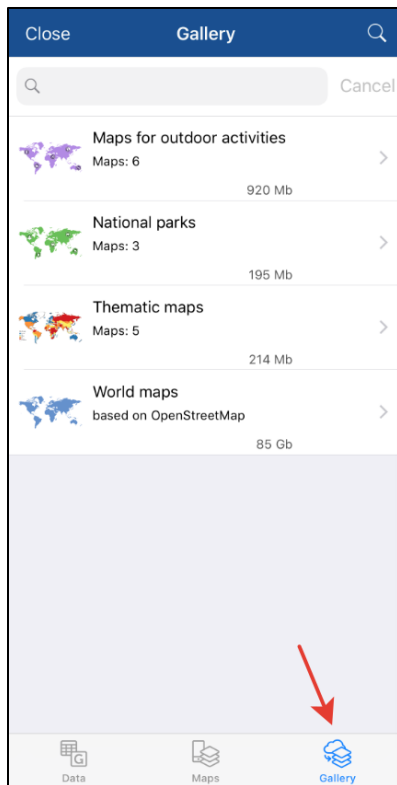 Close Gallery
Cancel
Maps for outdoor activities
Maps: 6
920 Mb
National parks
Maps: 3
195 Mb
Thematic maps
Maps: 5
214 Mb
World maps
based on OpenStreetMap
85 Gb
G
Data Maps Gallery